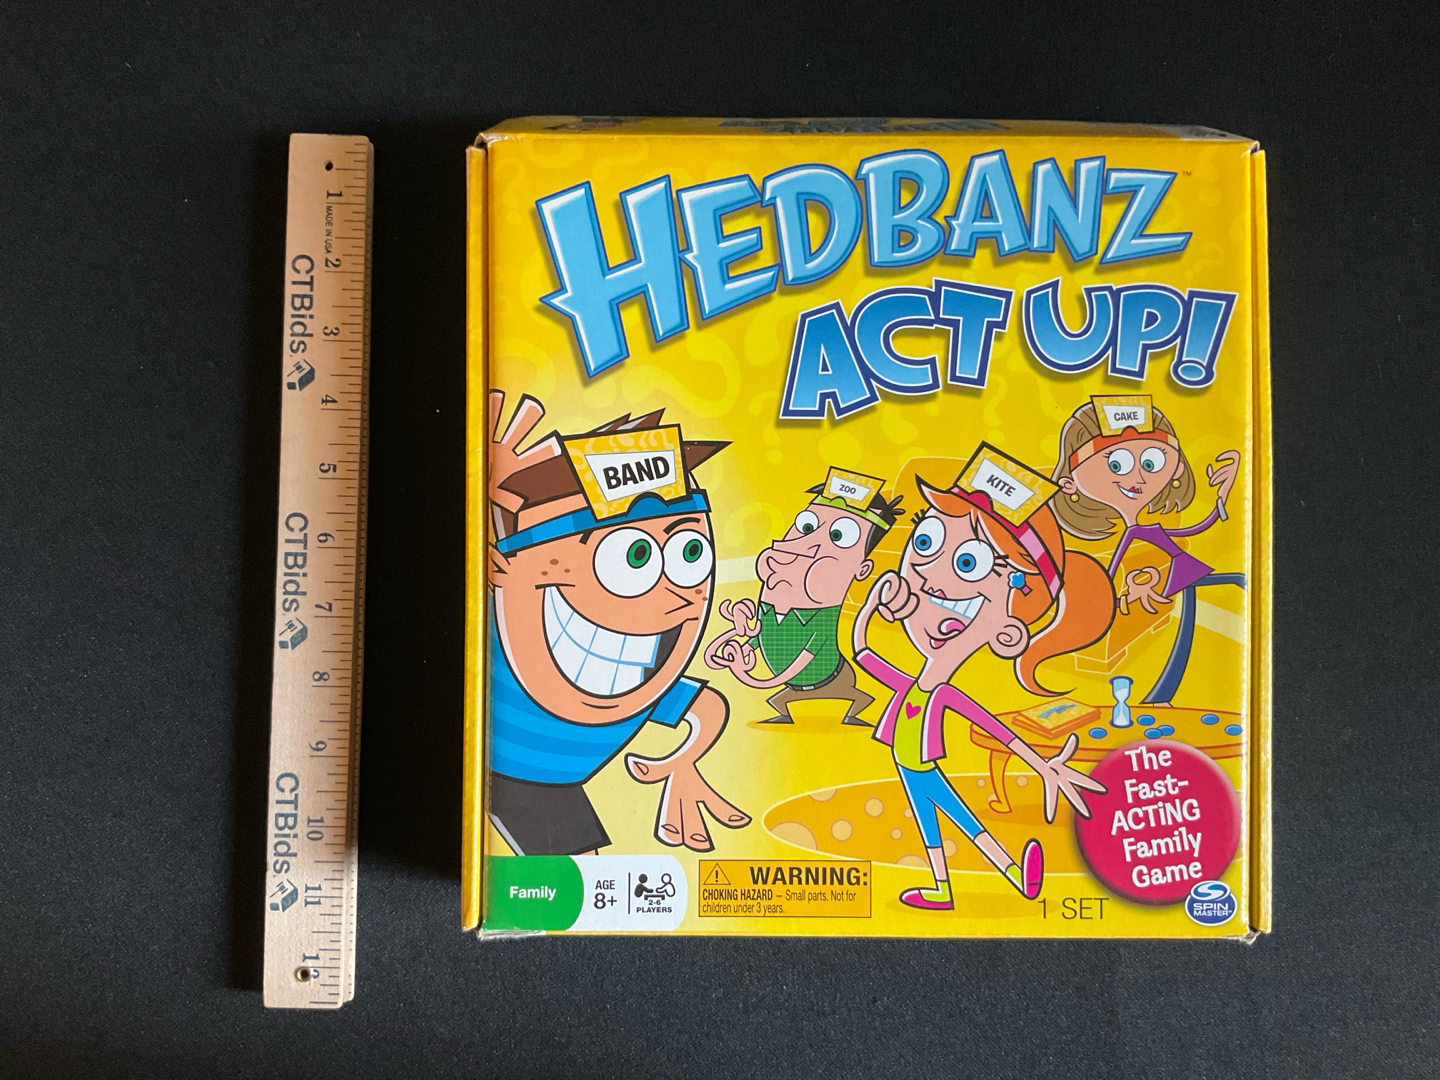 1
MADE IN USA
2
CTBids
3
4
5
6
CTBids
7
8
9
CTBids
10
11
12
HEDBANZ™
ACT UP!
CAKE
BAND
ZOO
KITE
The
Fast-
ACTiNG
Family
Game
Family
AGE
8+
2-6
PLAYERS
WARNING:
CHOKING HAZARD – Small parts. Not for
children under 3 years.
1 SET
SPIN
MASTER™